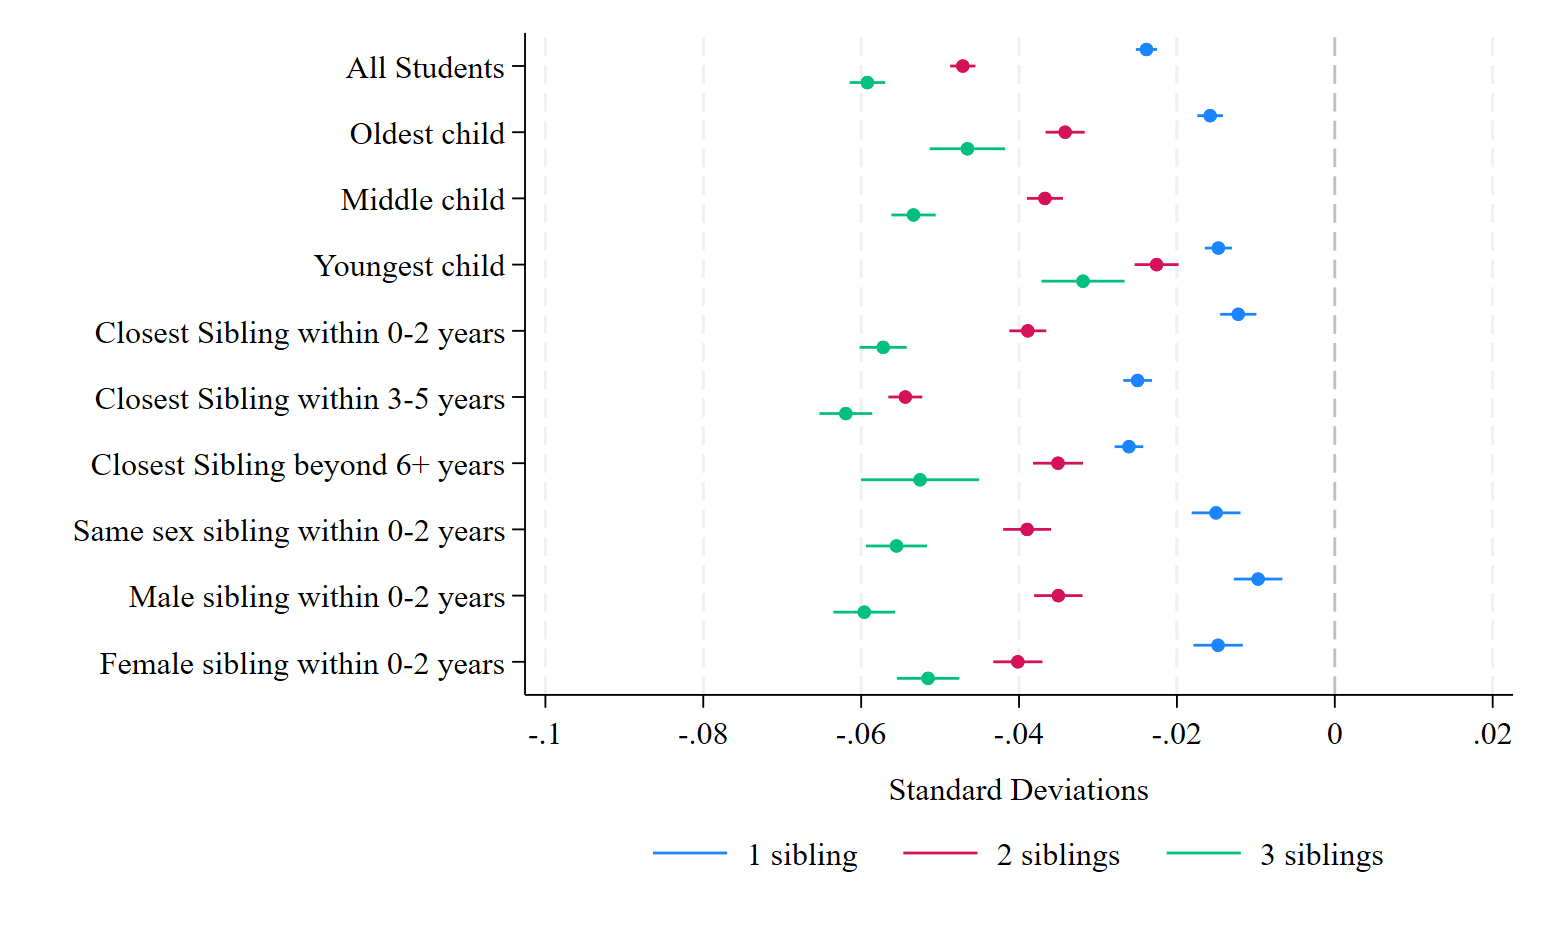 All Students
Oldest child
Middle child
Youngest child
Closest Sibling within 0-2 years
Closest Sibling within 3-5 years
Closest Sibling beyond 6+ years
Same sex sibling within 0-2 years
Male sibling within 0-2 years
Female sibling within 0-2 years
-.1 -.08 -.06 -.04 -.02 0 .02
Standard Deviations
1 sibling 2 siblings 3 siblings